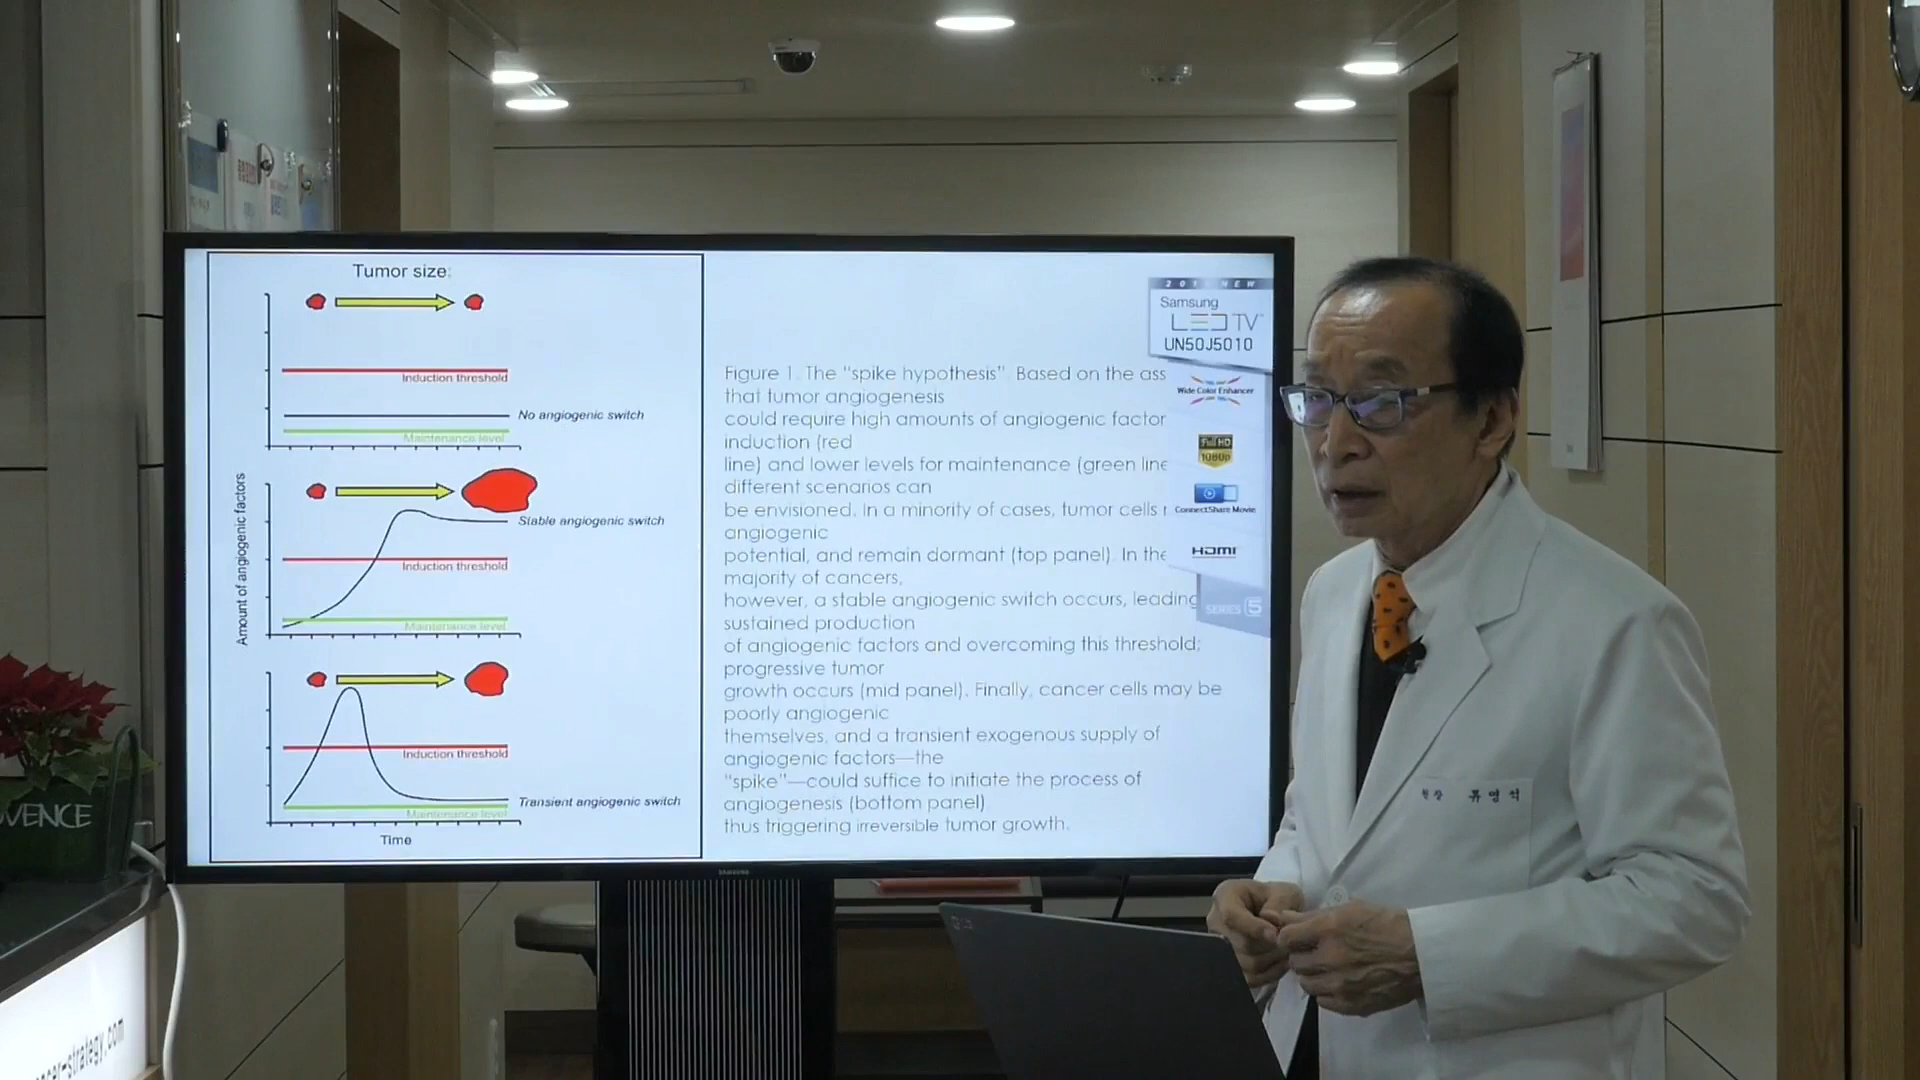 Tumor size:
Induction threshold
No angiogenic switch
Maintenance level
Stable angiogenic switch
Induction threshold
Maintenance level
Induction threshold
Transient angiogenic switch
Maintenance level
Amount of angiogenic factors
Time
Figure 1. The “spike hypothesis”. Based on the ass
that tumor angiogenesis
could require high amounts of angiogenic factor
induction (red
line) and lower levels for maintenance (green line
different scenarios can
be envisioned. In a minority of cases, tumor cells
angiogenic
potential, and remain dormant (top panel). In the
majority of cancers,
however, a stable angiogenic switch occurs, leading
sustained production
of angiogenic factors and overcoming this threshold;
progressive tumor
growth occurs (mid panel). Finally, cancer cells may be
poorly angiogenic
themselves, and a transient exogenous supply of
angiogenic factors—the
“spike”—could suffice to initiate the process of
angiogenesis (bottom panel)
thus triggering irreversible tumor growth.
NEW
Samsung
LED TV
UN50J5010
Wide Color Enhancer
Full HD
1080p
ConnectShare Movie
HDMI
SERIES 5
SAMSUNG
원장 류영석
VENCE
ncer-strategy.com